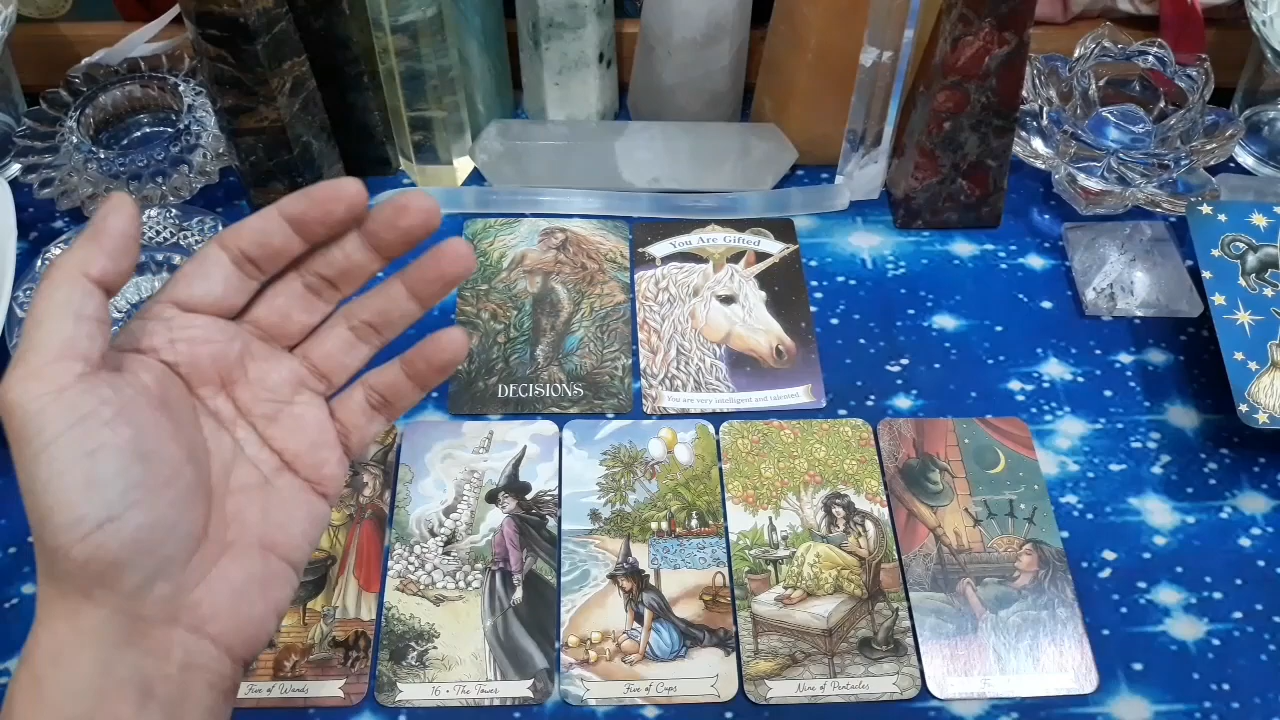 You Are Gifted
DECISIONS
You are very intelligent and talented
Five of Wands
16 • The Tower
Five of Cups
Nine of Pentacles